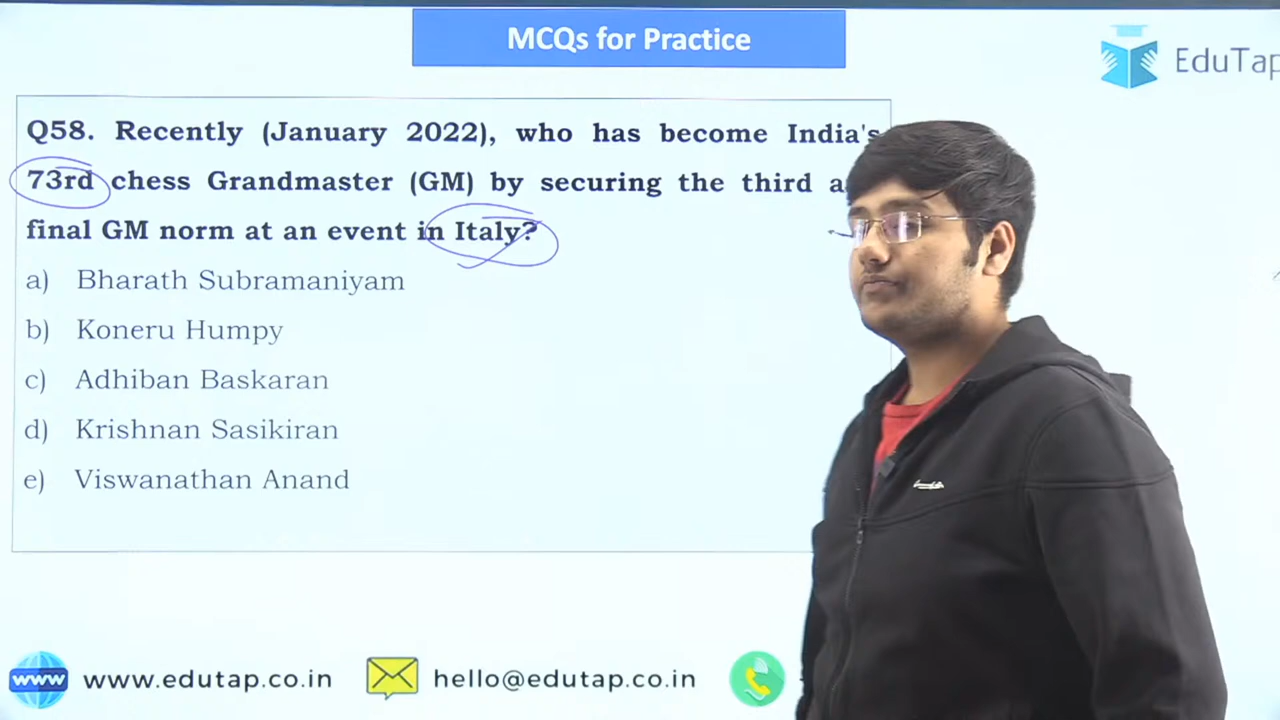 MCQs for Practice
EduTap
Q58. Recently (January 2022), who has become India's
73rd chess Grandmaster (GM) by securing the third
final GM norm at an event in Italy?
a) Bharath Subramaniyam
b) Koneru Humpy
c) Adhiban Baskaran
d) Krishnan Sasikiran
e) Viswanathan Anand
www www.edutap.co.in hello@edutap.co.in